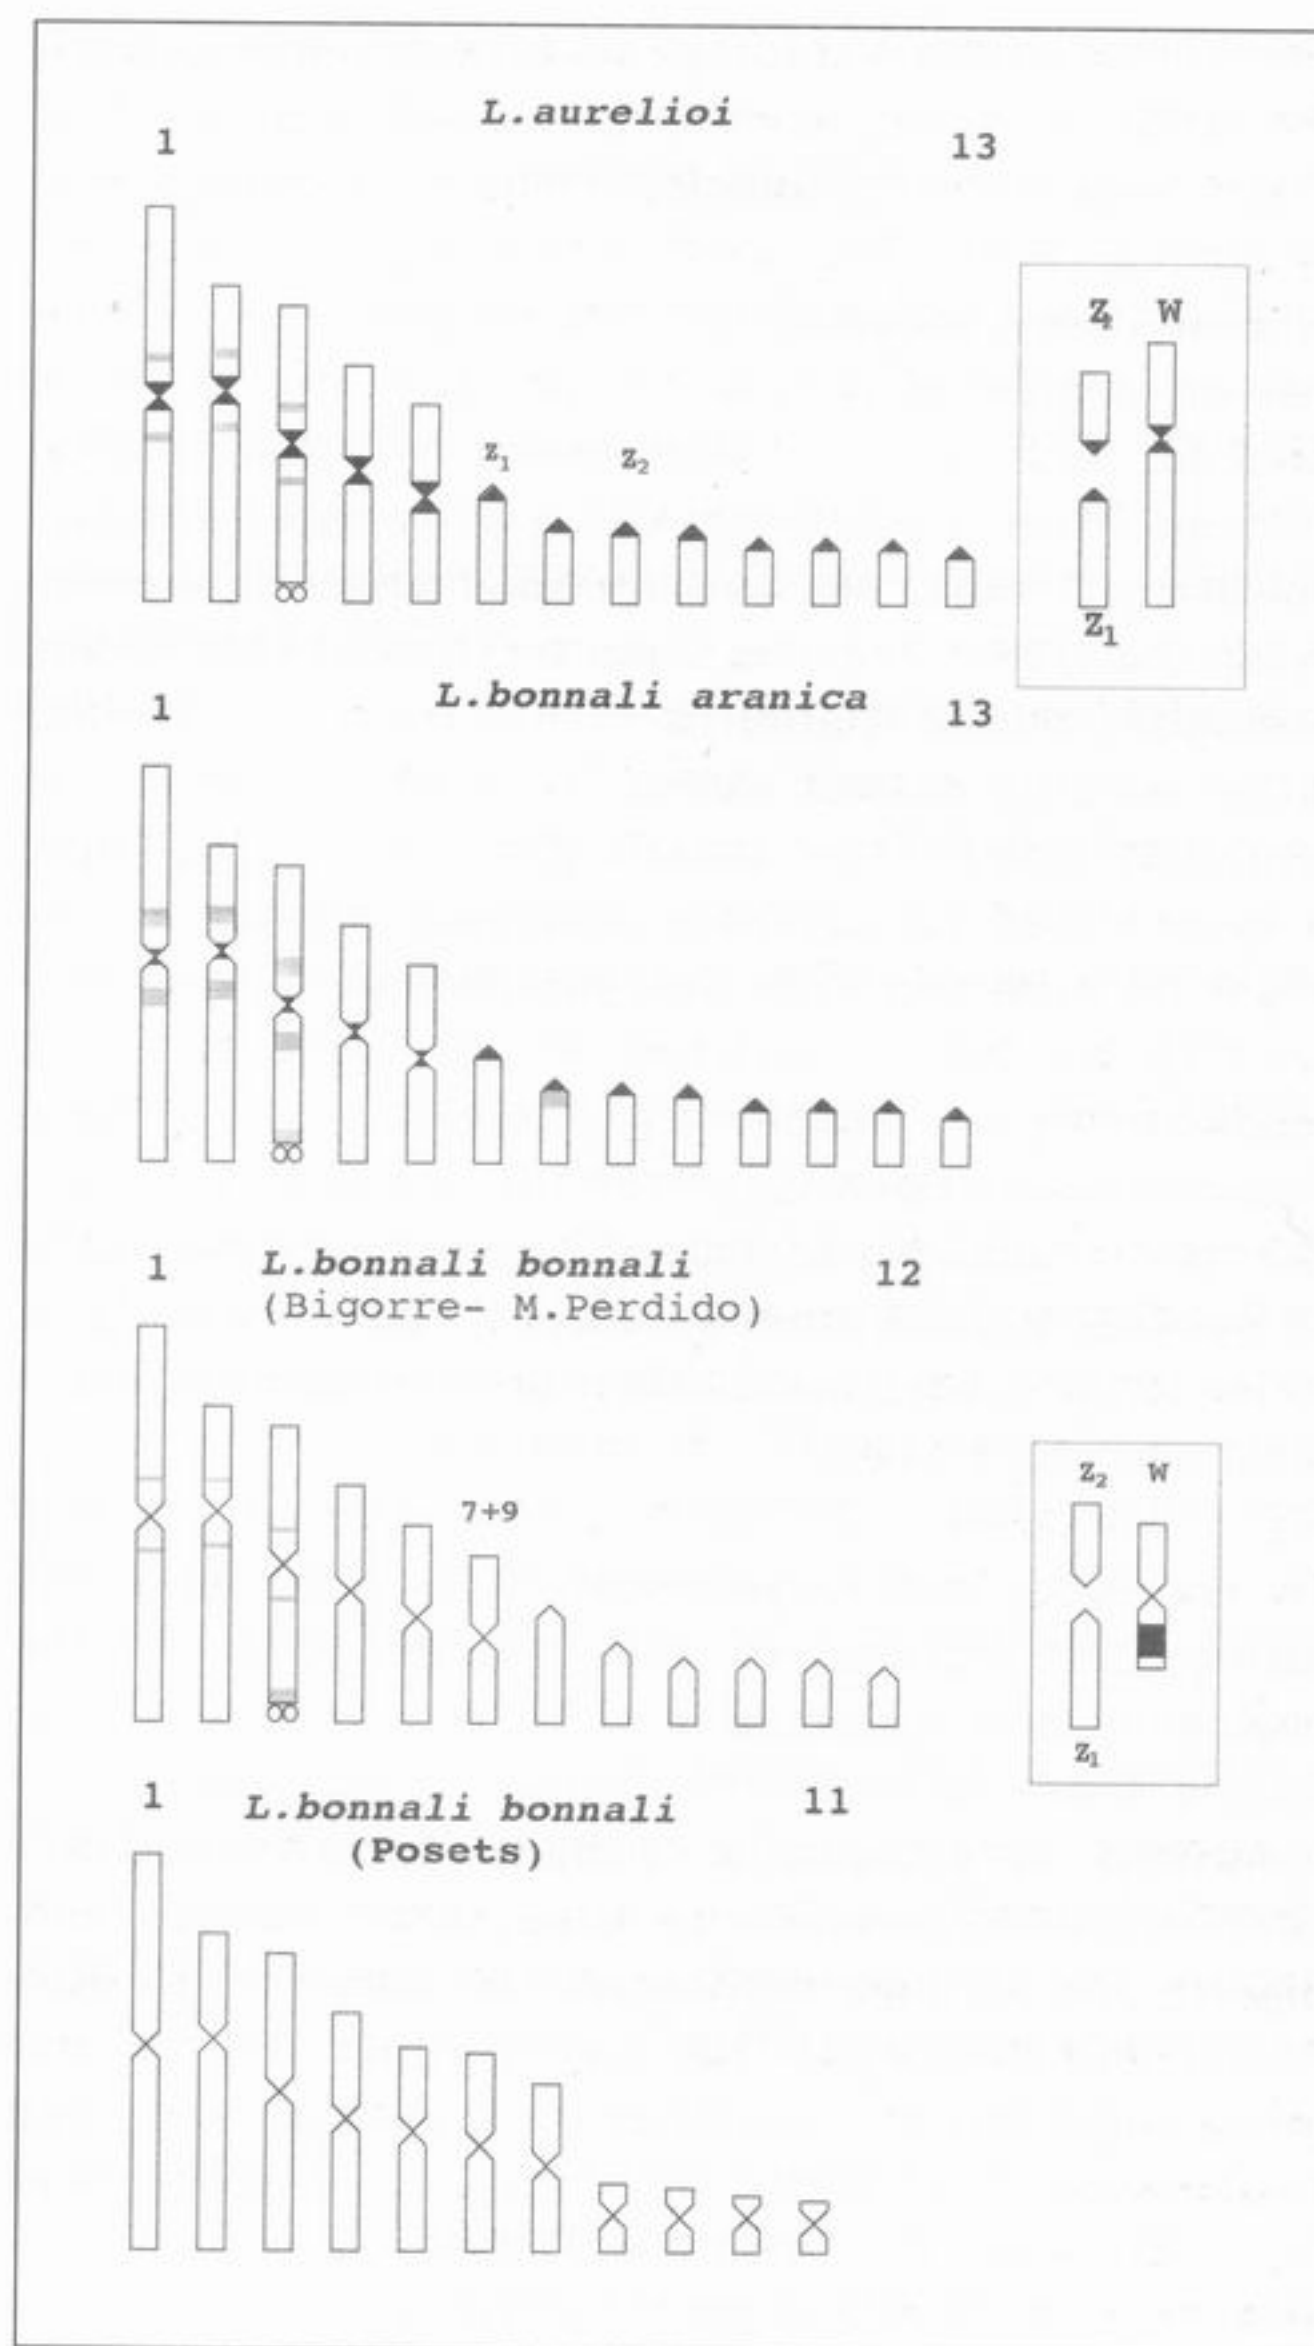 L.aurelioi
1 13
Z₁ Z₂
Z₂ W
Z₁
L.bonnali aranica
1 13
L.bonnali bonnali
1 12
(Bigorre- M.Perdido)
7+9
Z₂ W
Z₁
1 11
L.bonnali bonnali
(Posets)